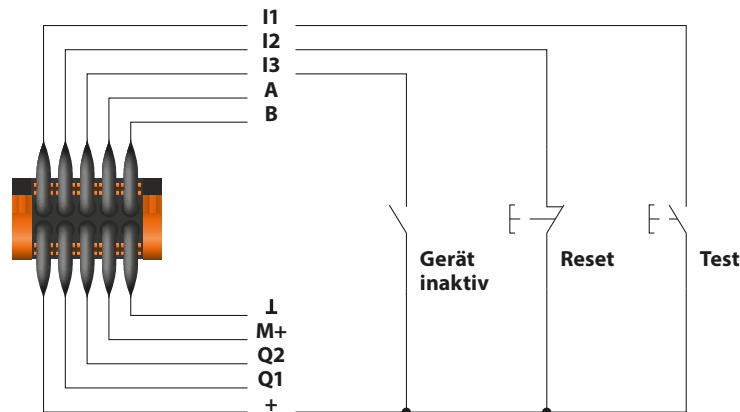 I1
I2
I3
A
B
Gerät
inaktiv
Reset
Test
⊥
M+
Q2
Q1
+